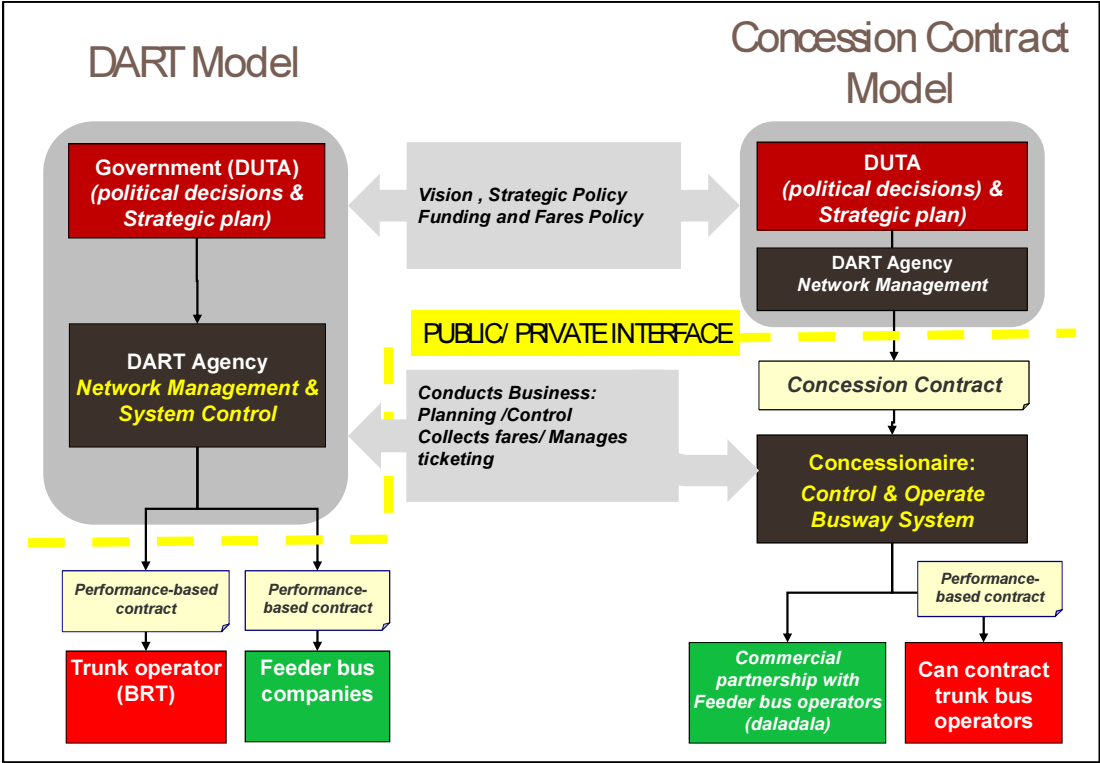 DART Model
Concession Contract
Model
Government (DUTA)
(political decisions &
Strategic plan)
Vision , Strategic Policy
Funding and Fares Policy
DUTA
(political decisions) &
Strategic plan)
DART Agency
Network Management
PUBLIC/ PRIVATE INTERFACE
DART Agency
Network Management &
System Control
Conducts Business:
Planning /Control
Collects fares/ Manages
ticketing
Concession Contract
Concessionaire:
Control & Operate
Busway System
Performance-based
contract
Performance-
based contract
Performance-
based contract
Trunk operator
(BRT)
Feeder bus
companies
Commercial
partnership with
Feeder bus operators
(daladala)
Can contract
trunk bus
operators